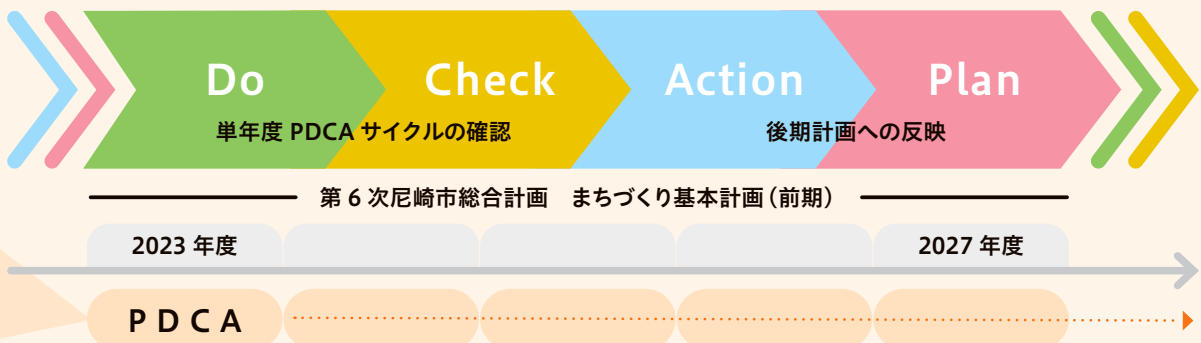 Do Check Action Plan
単年度 PDCA サイクルの確認 後期計画への反映
第 6 次尼崎市総合計画 まちづくり基本計画（前期）
2023 年度 2027 年度
P D C A